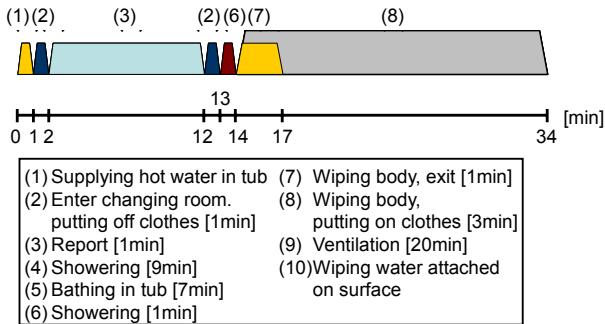 (1) (2) (3) (2) (6) (7) (8)
13
[min]
0 1 2 12 14 17 34
(1) Supplying hot water in tub
(2) Enter changing room.
putting off clothes [1min]
(3) Report [1min]
(4) Showering [9min]
(5) Bathing in tub [7min]
(6) Showering [1min]
(7) Wiping body, exit [1min]
(8) Wiping body,
putting on clothes [3min]
(9) Ventilation [20min]
(10)Wiping water attached
on surface